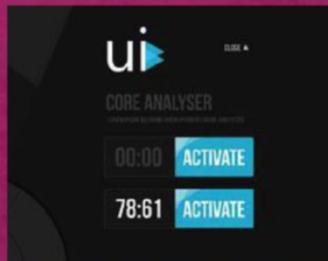 ui
CLOSE ▲
CORE ANALYSER
00:00 ACTIVATE
78:61 ACTIVATE